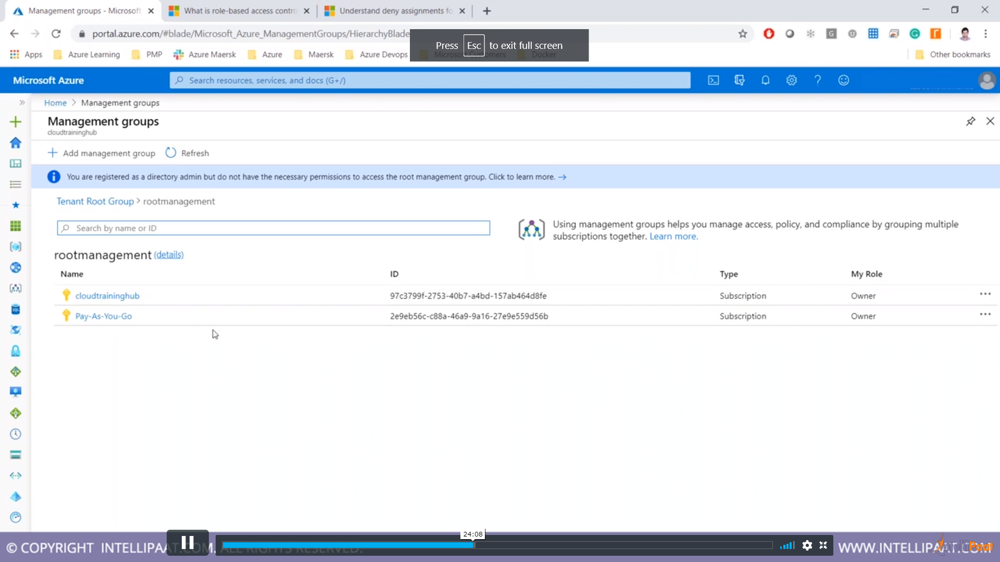 Management groups - Microsoft
What is role-based access contro
Understand deny assignments fo
portal.azure.com/#blade/Microsoft_Azure_ManagementGroups/HierarchyBlade
Press Esc to exit full screen
Apps
Azure Learning
PMP
Azure Maersk
Azure
Maersk
Azure Devops
Microsoft Customers
Docker
Other bookmarks
Microsoft Azure
Search resources, services, and docs (G+/)
Home > Management groups
Management groups
cloudtraininghub
Add management group
Refresh
You are registered as a directory admin but do not have the necessary permissions to access the root management group. Click to learn more. →
Tenant Root Group > rootmanagement
Search by name or ID
Using management groups helps you manage access, policy, and compliance by grouping multiple
subscriptions together. Learn more.
rootmanagement (details)
Name ID Type My Role
cloudtraininghub 97c3799f-2753-40b7-a4bd-157ab464d8fe Subscription Owner ...
Pay-As-You-Go 2e9eb56c-c88a-46a9-9a16-27e9e559d56b Subscription Owner ...
24:08
© COPYRIGHT INTELLIPAAT.COM. ALL RIGHTS RESERVED.
WWW.INTELLIPAAT.COM